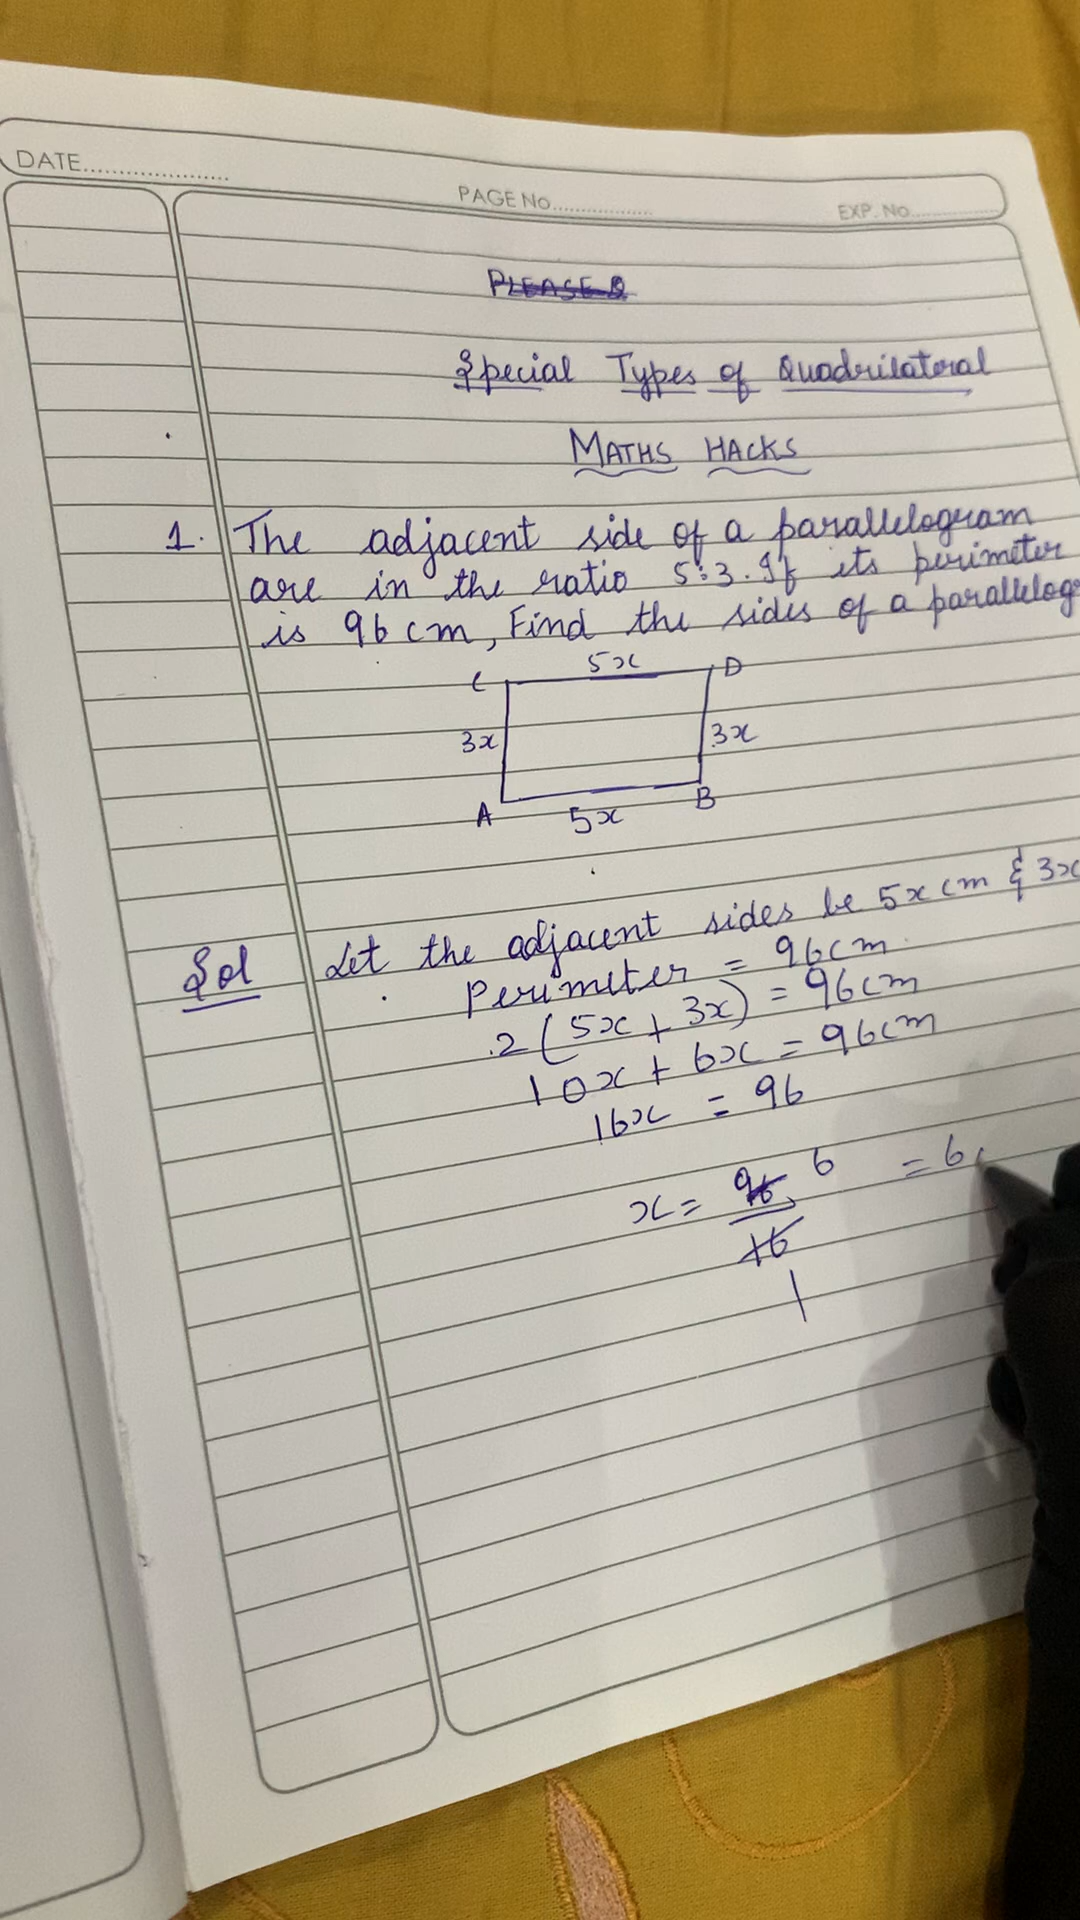 DATE....................
PAGE No..................
EXP. No..............
PLEASE
Special Types of Quadrilateral
MATHS HACKS
1. The adjacent side of a parallelogram
are in the ratio 5:3. If its perimeter
is 96 cm, Find the sides of a parallelog
5x
C D
3x 3x
A B
5x
Sol Let the adjacent sides be 5x cm & 3x
Perimeter = 96cm.
2(5x + 3x) = 96cm
10x + 6x = 96cm
16x = 96
x = 96 6 = 6
16
1